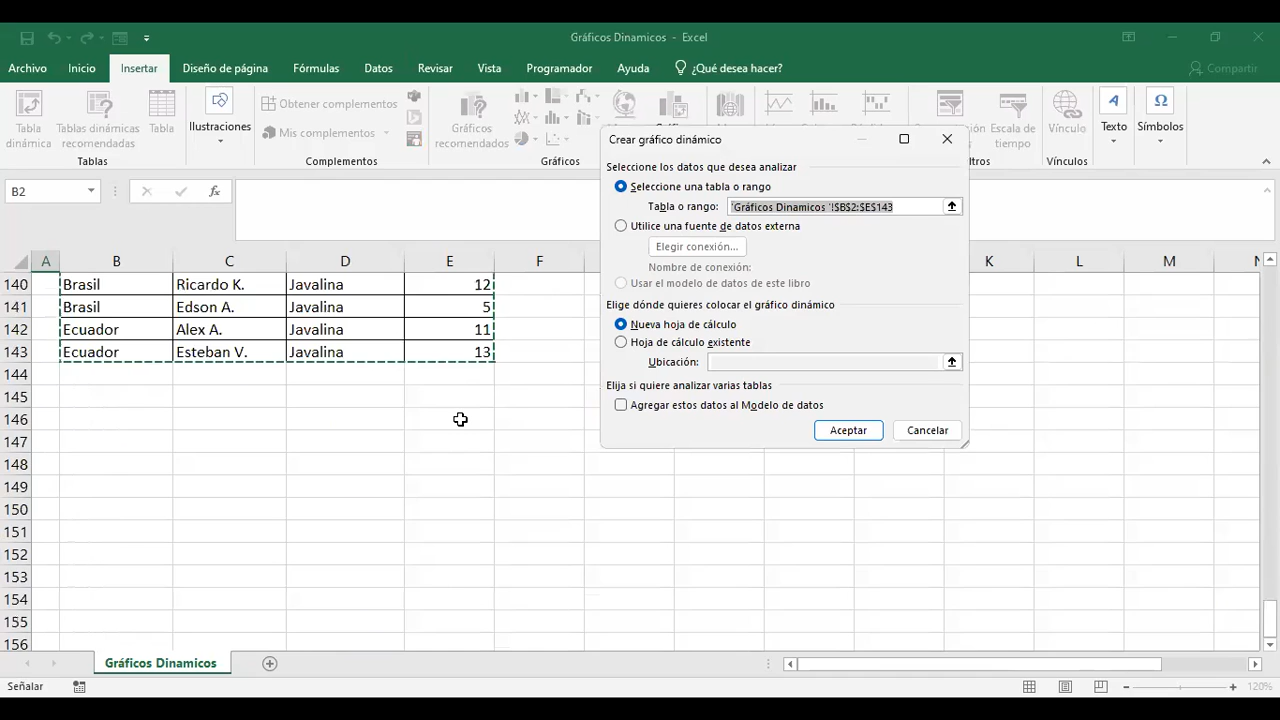 Gráficos Dinamicos - Excel
Archivo Inicio Insertar Diseño de página Fórmulas Datos Revisar Vista Programador Ayuda ¿Qué desea hacer? Compartir
Tabla dinámica
Tablas dinámicas recomendadas
Tabla
Tablas
Ilustraciones
Obtener complementos
Mis complementos
Complementos
Gráficos recomendados
Gráficos
Escala de tiempo
Vínculo
Vínculos
A
Texto
Ω
Símbolos
B2
fx
Crear gráfico dinámico
Seleccione los datos que desea analizar
Seleccione una tabla o rango
Tabla o rango: 'Gráficos Dinamicos '!$B$2:$E$143
Utilice una fuente de datos externa
Elegir conexión...
Nombre de conexión:
Usar el modelo de datos de este libro
Elige dónde quieres colocar el gráfico dinámico
Nueva hoja de cálculo
Hoja de cálculo existente
Ubicación:
Elija si quiere analizar varias tablas
Agregar estos datos al Modelo de datos
Aceptar Cancelar
A B C D E F K L M
140 Brasil Ricardo K. Javalina 12
141 Brasil Edson A. Javalina 5
142 Ecuador Alex A. Javalina 11
143 Ecuador Esteban V. Javalina 13
144
145
146
147
148
149
150
151
152
153
154
155
156
Gráficos Dinamicos
Señalar 120%